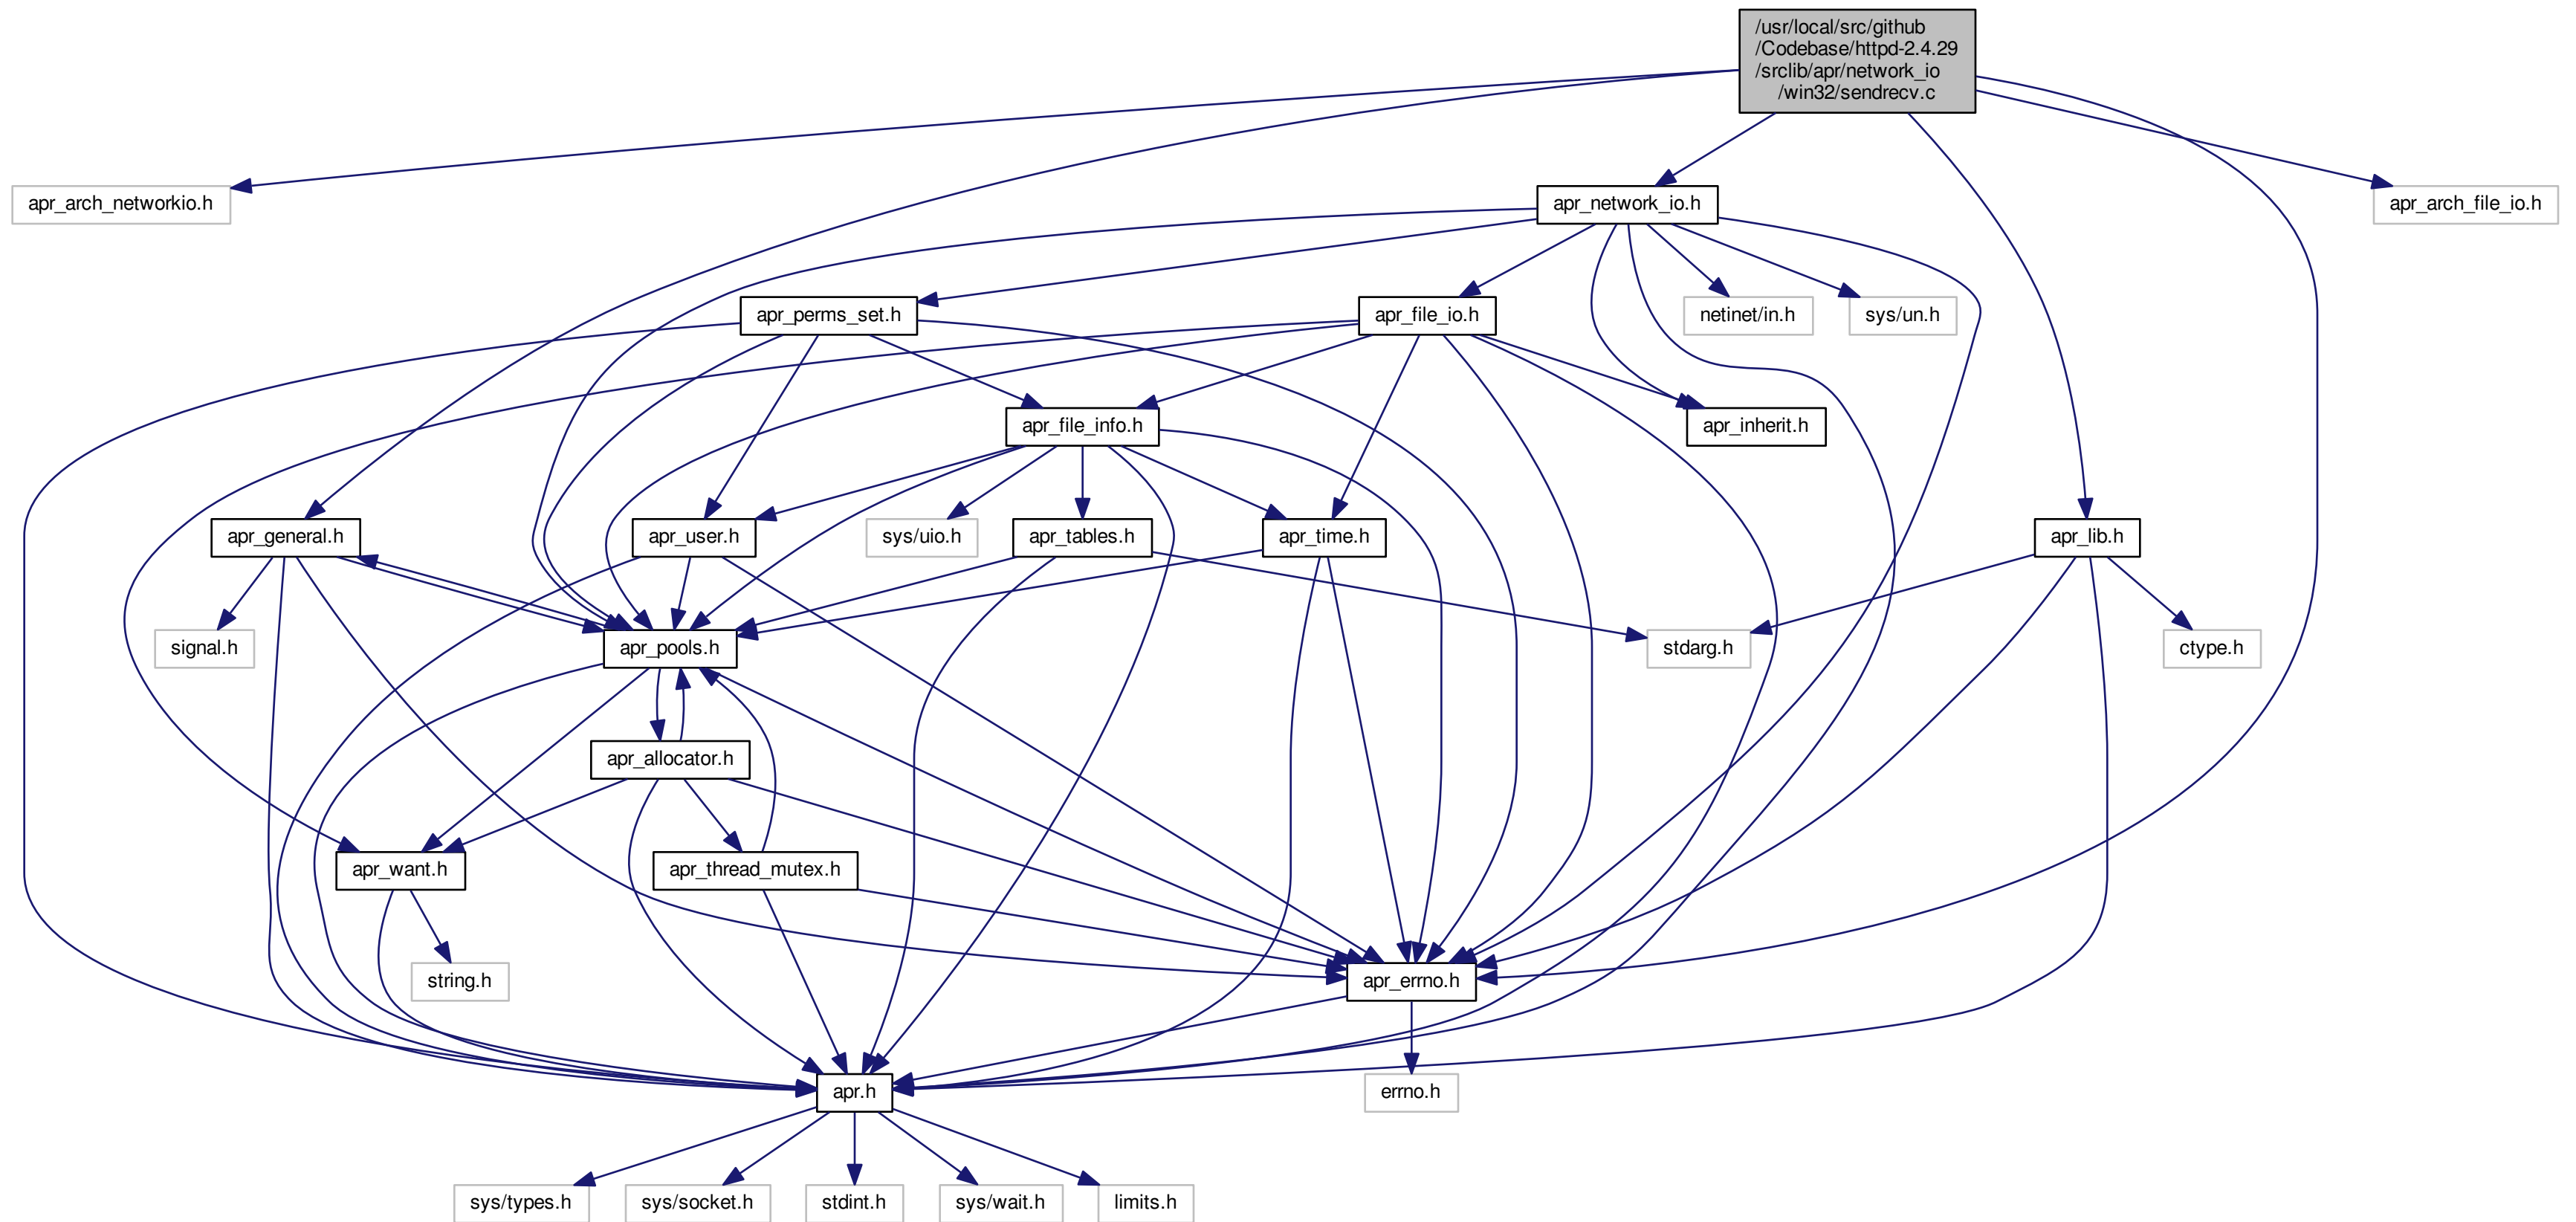 /usr/local/src/github
/Codebase/httpd-2.4.29
/srclib/apr/network_io
/win32/sendrecv.c
apr_arch_networkio.h
apr_network_io.h
apr_arch_file_io.h
apr_perms_set.h
apr_file_io.h
netinet/in.h
sys/un.h
apr_file_info.h
apr_inherit.h
apr_general.h
apr_user.h
sys/uio.h
apr_tables.h
apr_time.h
apr_lib.h
signal.h
apr_pools.h
stdarg.h
ctype.h
apr_allocator.h
apr_want.h
apr_thread_mutex.h
string.h
apr_errno.h
apr.h
errno.h
sys/types.h
sys/socket.h
stdint.h
sys/wait.h
limits.h